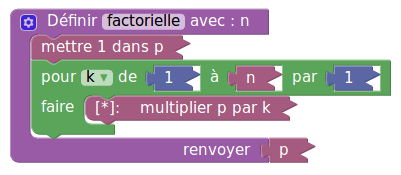 Définir factorielle avec : n
mettre 1 dans p
pour k ▾ de 1 à n par 1
faire [*]: multiplier p par k
renvoyer p